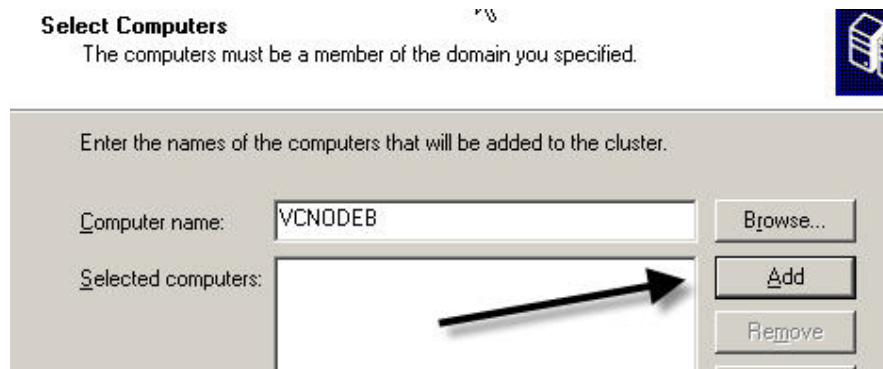 Select Computers
The computers must be a member of the domain you specified.
Enter the names of the computers that will be added to the cluster.
Computer name: VCNODEB Browse...
Selected computers: Add
Remove